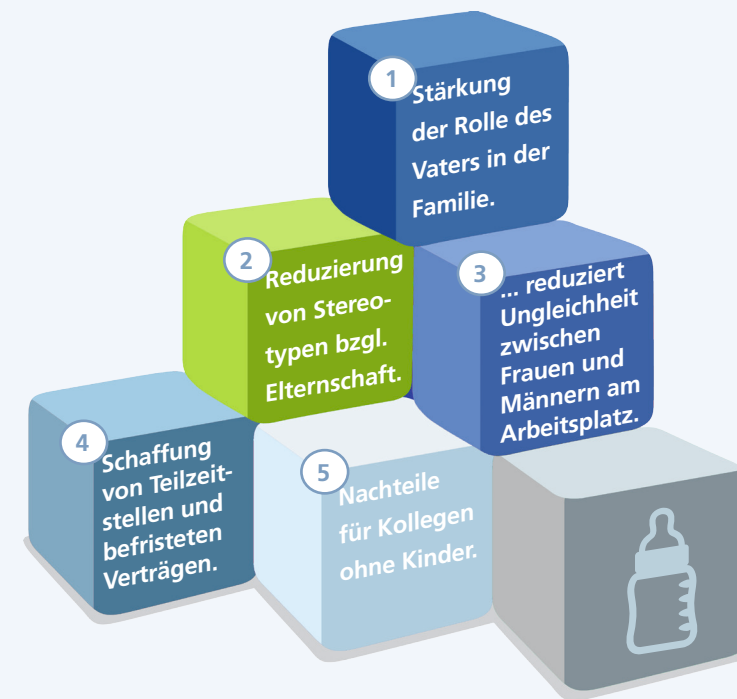 1
Stärkung
der Rolle des
Vaters in der
Familie.
2
Reduzierung
von Stereo-
typen bzgl.
Elternschaft.
3
... reduziert
Ungleichheit
zwischen
Frauen und
Männern am
Arbeitsplatz.
4
Schaffung
von Teilzeit-
stellen und
befristeten
Verträgen.
5
Nachteile
für Kollegen
ohne Kinder.